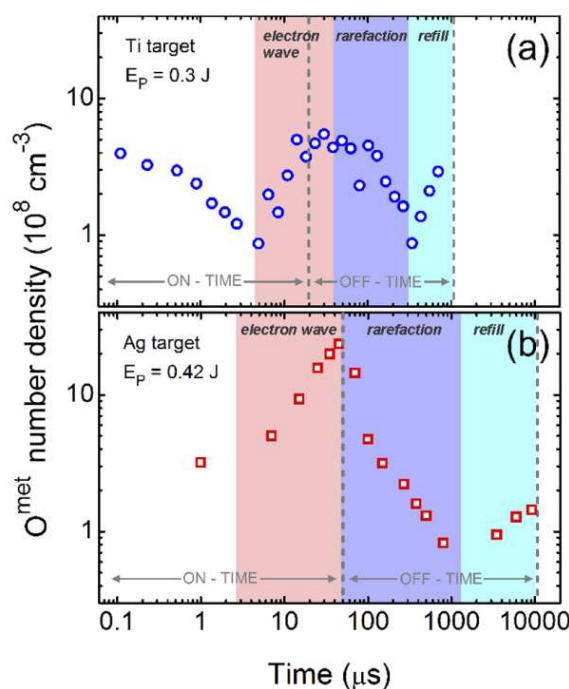 electron wave rarefaction refill
Ti target
E_P = 0.3 J
(a)
10
1
ON - TIME OFF - TIME
electron wave rarefaction refill
Ag target
E_P = 0.42 J
(b)
10
1
ON - TIME OFF - TIME
0.1 1 10 100 1000 10000
Time (μs)
O^met number density (10^8 cm^-3)